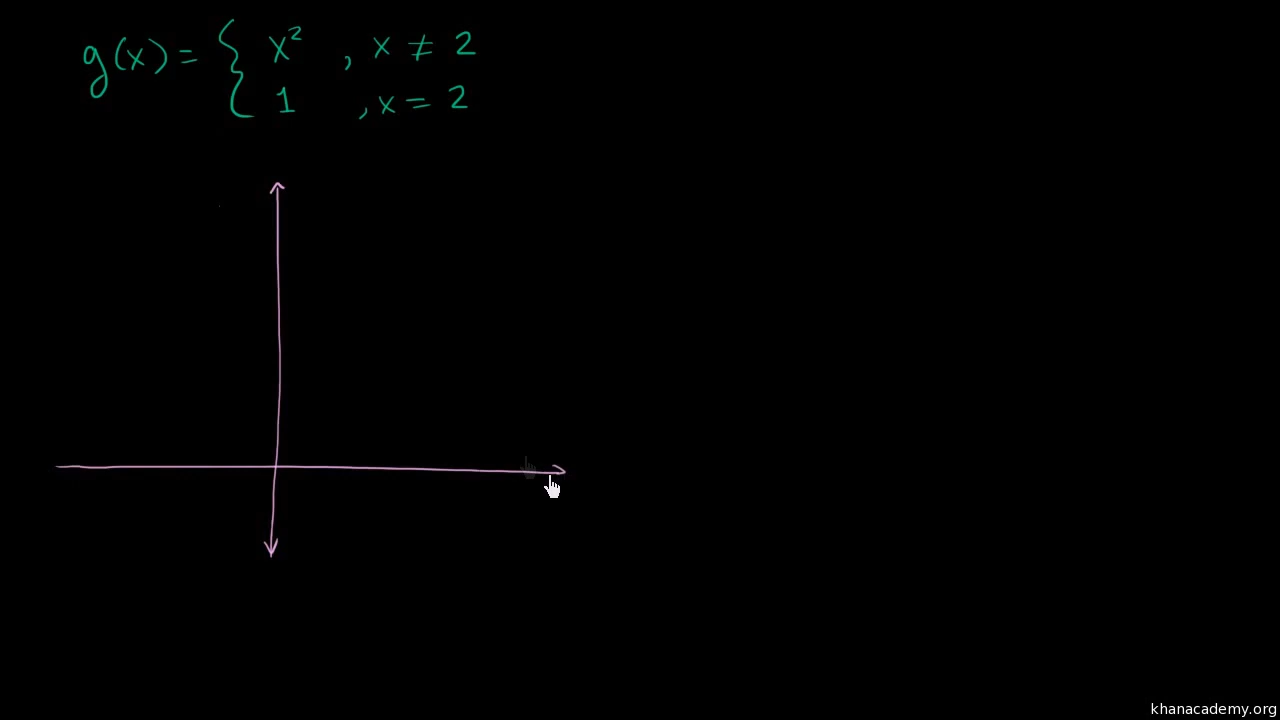 g(x) = { x² , x ≠ 2
1 , x = 2
khanacademy.org